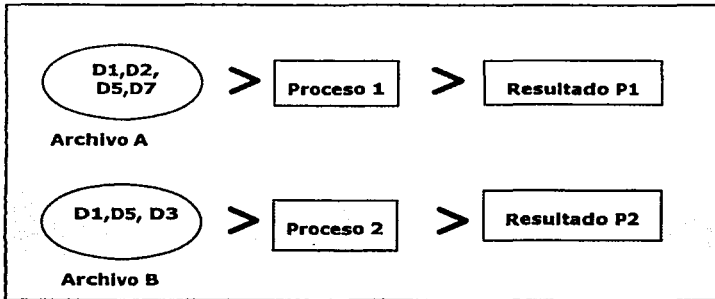 D1,D2,
D5,D7
>
Proceso 1
>
Resultado P1
Archivo A
D1,D5, D3
>
Proceso 2
>
Resultado P2
Archivo B